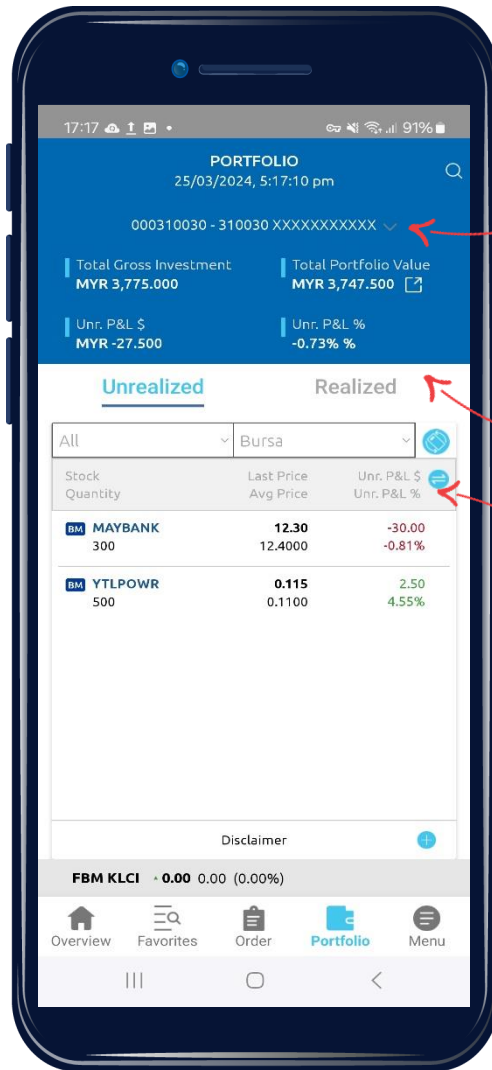 17:17 91%
PORTFOLIO
25/03/2024, 5:17:10 pm
000310030 - 310030 XXXXXXXXXXX
Total Gross Investment Total Portfolio Value
MYR 3,775.000 MYR 3,747.500
Unr. P&L $ Unr. P&L %
MYR -27.500 -0.73% %
Unrealized Realized
All Bursa
Stock Last Price Unr. P&L $
Quantity Avg Price Unr. P&L %
BM MAYBANK 12.30 -30.00
300 12.4000 -0.81%
BM YTLPOWR 0.115 2.50
500 0.1100 4.55%
Disclaimer
FBM KLCI 0.00 0.00 (0.00%)
Overview Favorites Order Portfolio Menu